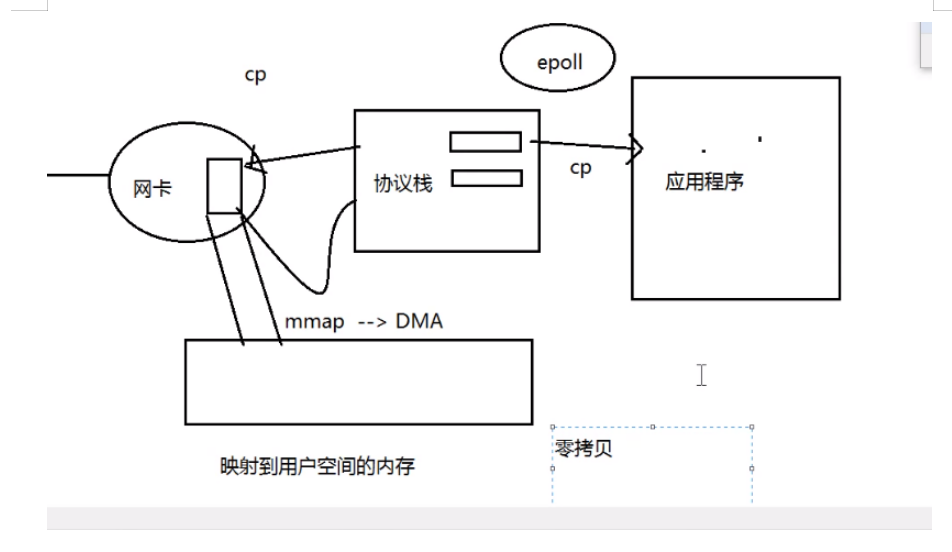 cp
epoll
网卡
协议栈
cp
应用程序
mmap --> DMA
映射到用户空间的内存
零拷贝